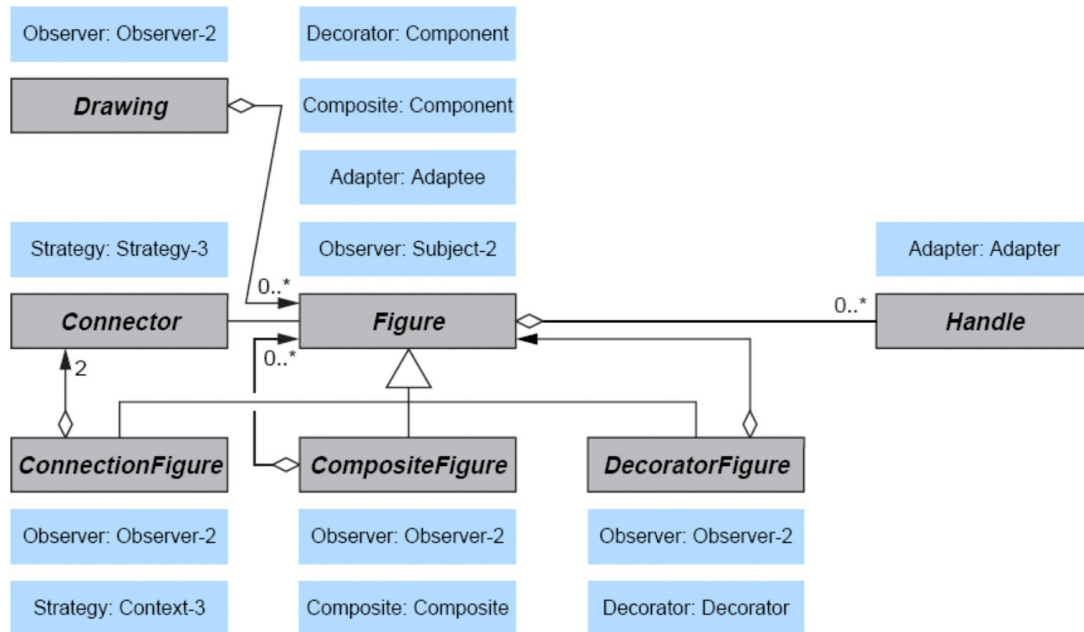 Observer: Observer-2
Decorator: Component
Drawing
Composite: Component
Adapter: Adaptee
Strategy: Strategy-3
Observer: Subject-2
Adapter: Adapter
0..*
0..*
Connector
Figure
Handle
2
0..*
ConnectionFigure
CompositeFigure
DecoratorFigure
Observer: Observer-2
Observer: Observer-2
Observer: Observer-2
Strategy: Context-3
Composite: Composite
Decorator: Decorator